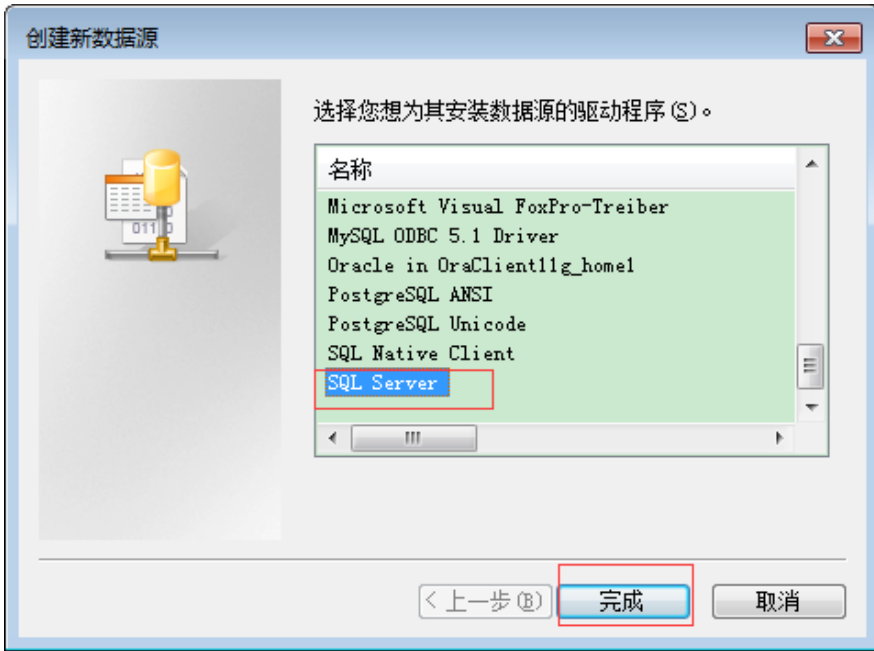 创建新数据源
选择您想为其安装数据源的驱动程序(S)。
名称
Microsoft Visual FoxPro-Treiber
MySQL ODBC 5.1 Driver
Oracle in OraClient11g_home1
PostgreSQL ANSI
PostgreSQL Unicode
SQL Native Client
SQL Server
< 上一步(B) 完成 取消